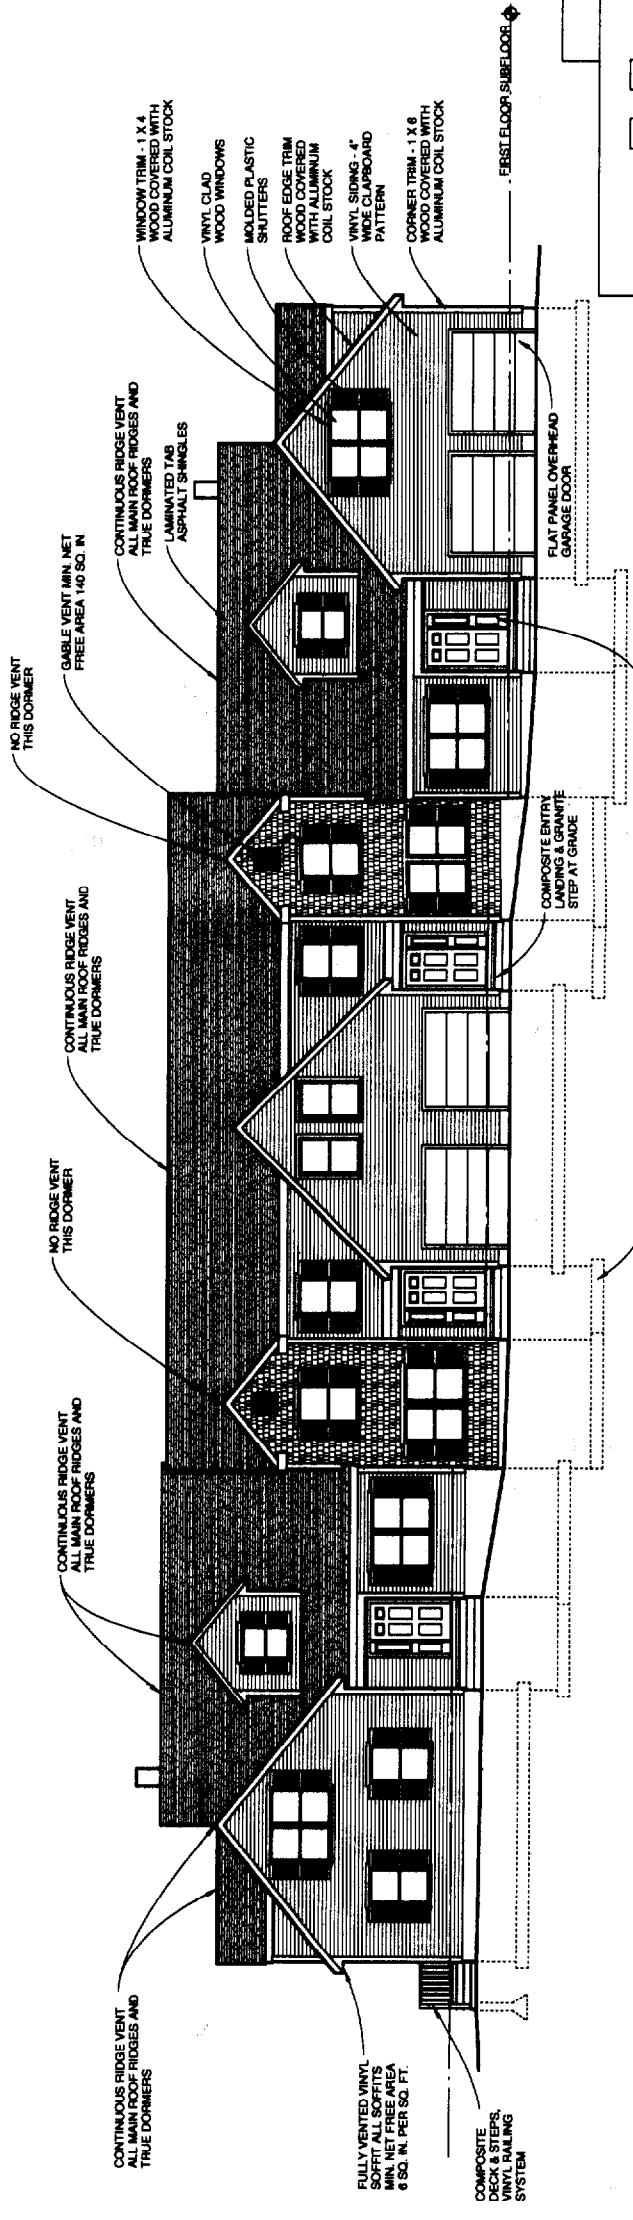 CONTINUOUS RIDGE VENT
ALL MAIN ROOF RIDGES AND
TRUE DORMERS
CONTINUOUS RIDGE VENT
ALL MAIN ROOF RIDGES AND
TRUE DORMERS
NO RIDGE VENT
THIS DORMER
CONTINUOUS RIDGE VENT
ALL MAIN ROOF RIDGES AND
TRUE DORMERS
NO RIDGE VENT
THIS DORMER
GABLE VENT MIN. NET
FREE AREA 140 SQ. IN
CONTINUOUS RIDGE VENT
ALL MAIN ROOF RIDGES AND
TRUE DORMERS
LAMINATED TAB
ASPHALT SHINGLES
WINDOW TRIM - 1 X 4
WOOD COVERED WITH
ALUMINUM COIL STOCK
VINYL CLAD
WOOD WINDOWS
MOLDED PLASTIC
SHUTTERS
ROOF EDGE TRIM
WOOD COVERED
WITH ALUMINUM
COIL STOCK
VINYL SIDING - 4"
WIDE CLAPBOARD
PATTERN
CORNER TRIM - 1 X 6
WOOD COVERED WITH
ALUMINUM COIL STOCK
FIRST FLOOR SUBFLOOR
FULLY VENTED VINYL
SOFFIT ALL SOFFITS
MIN. NET FREE AREA
6 SQ. IN. PER SQ. FT.
COMPOSITE
DECK & STEPS,
VINYL RAILING
SYSTEM
COMPOSITE ENTRY
LANDING & GRANITE
STEP AT GRADE
FLAT PANEL OVERHEAD
GARAGE DOOR